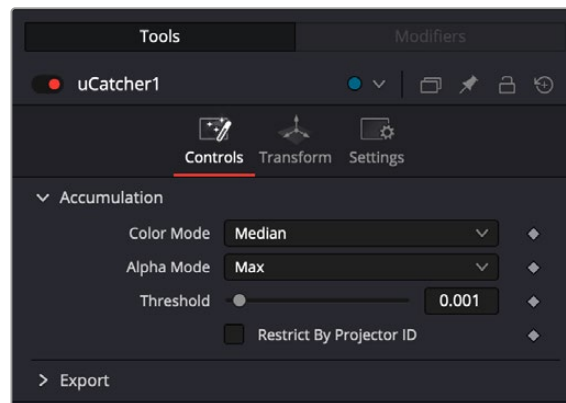 Tools Modifiers
uCatcher1
Controls Transform Settings
Accumulation
Color Mode Median
Alpha Mode Max
Threshold 0.001
Restrict By Projector ID
Export